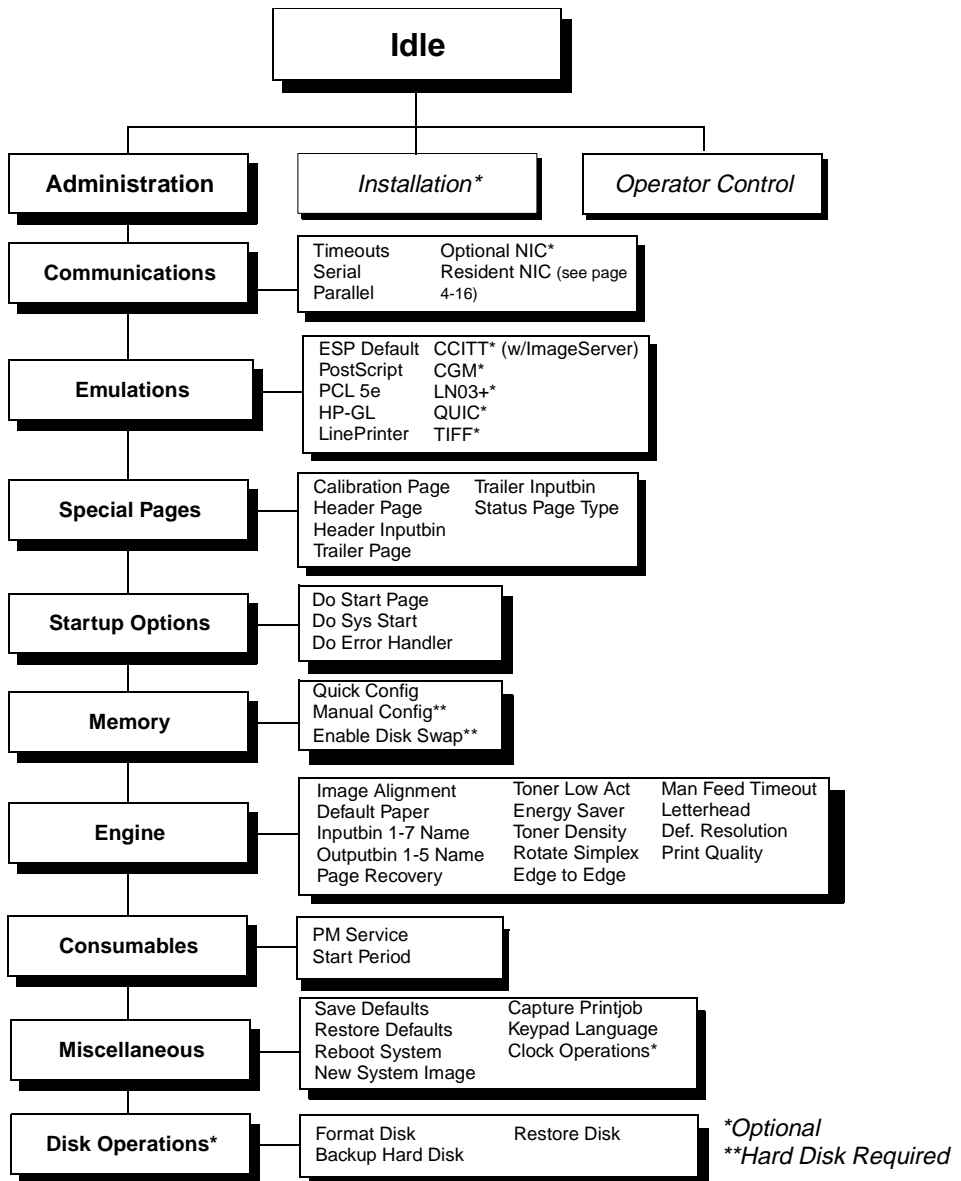 Idle
Administration
Installation*
Operator Control
Communications
Timeouts
Serial
Parallel
Optional NIC*
Resident NIC (see page
4-16)
Emulations
ESP Default
PostScript
PCL 5e
HP-GL
LinePrinter
CCITT* (w/ImageServer)
CGM*
LN03+*
QUIC*
TIFF*
Special Pages
Calibration Page
Header Page
Header Inputbin
Trailer Page
Trailer Inputbin
Status Page Type
Startup Options
Do Start Page
Do Sys Start
Do Error Handler
Memory
Quick Config
Manual Config**
Enable Disk Swap**
Engine
Image Alignment
Default Paper
Inputbin 1-7 Name
Outputbin 1-5 Name
Page Recovery
Toner Low Act
Energy Saver
Toner Density
Rotate Simplex
Edge to Edge
Man Feed Timeout
Letterhead
Def. Resolution
Print Quality
Consumables
PM Service
Start Period
Miscellaneous
Save Defaults
Restore Defaults
Reboot System
New System Image
Capture Printjob
Keypad Language
Clock Operations*
Disk Operations*
Format Disk
Backup Hard Disk
Restore Disk
*Optional
**Hard Disk Required